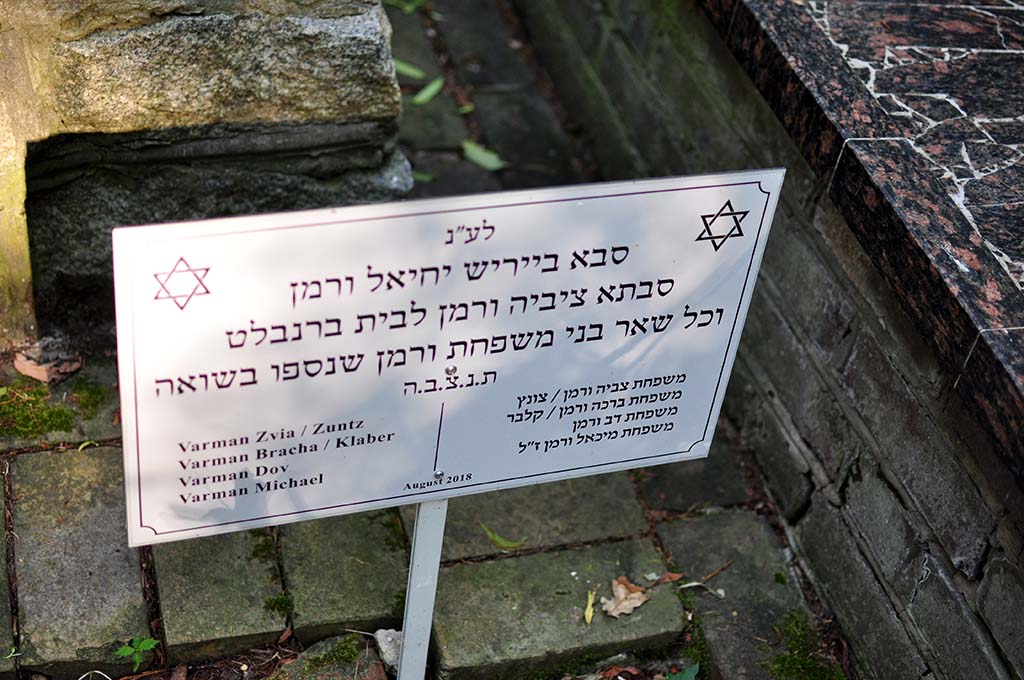 לע"נ
סבא בייריש יחיאל ורמן
סבתא ציביה ורמן לבית ברנבלט
וכל שאר בני משפחת ורמן שנספו בשואה
ת.נ.צ.ב.ה
משפחת צביה ורמן / צונץ
משפחת ברכה ורמן / קלבר
משפחת דב ורמן
משפחת מיכאל ורמן ז"ל
Varman Zvia / Zuntz
Varman Bracha / Klaber
Varman Dov
Varman Michael
August 2018